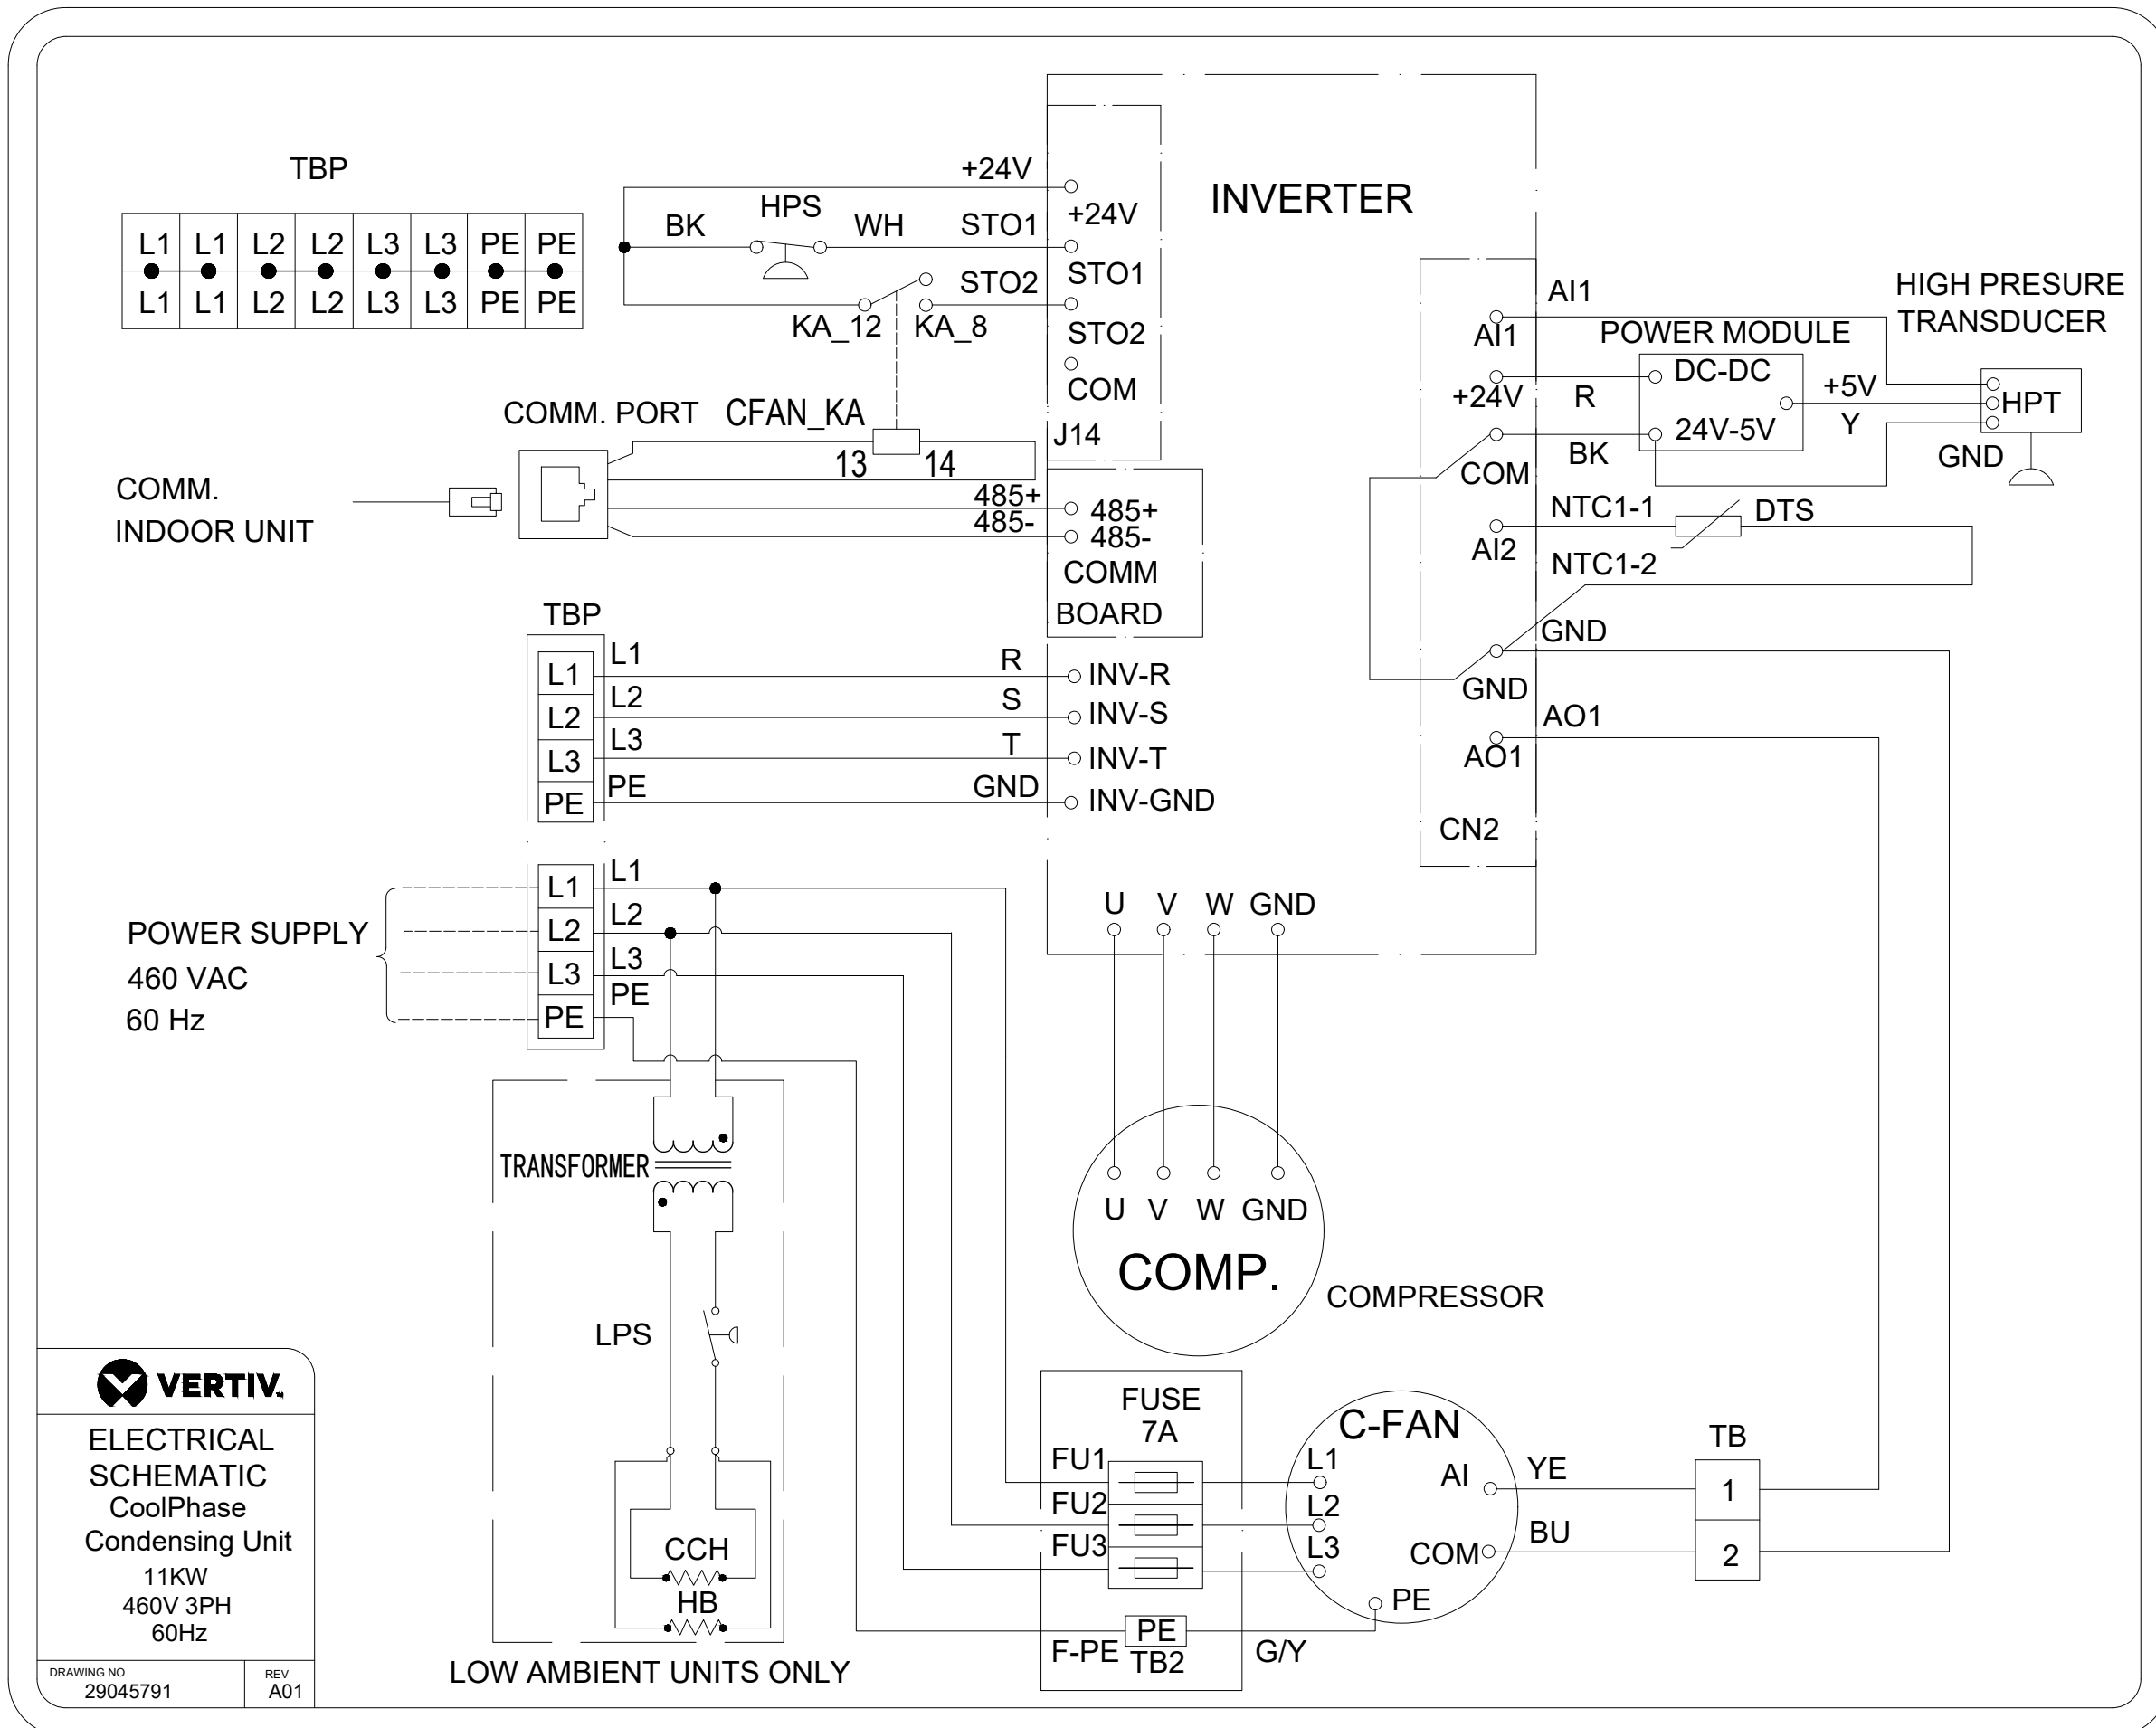 TBP
L1 L1 L2 L2 L3 L3 PE PE
L1 L1 L2 L2 L3 L3 PE PE
+24V
BK HPS WH STO1
STO2
KA_12 KA_8
+24V
STO1
STO2
COM
J14
INVERTER
COMM. PORT CFAN_KA
13 14
COMM.
INDOOR UNIT
485+
485-
485+
485-
COMM
BOARD
AI1
AI1
+24V
COM
AI2
GND
AO1
CN2
HIGH PRESURE
TRANSDUCER
POWER MODULE
DC-DC
24V-5V
R
BK
+5V
Y
HPT
GND
NTC1-1 DTS
NTC1-2
GND
AO1
TBP
L1 L1 R INV-R
L2 L2 S INV-S
L3 L3 T INV-T
PE PE GND INV-GND
POWER SUPPLY
460 VAC
60 Hz
L1 L1
L2 L2
L3 L3
PE PE
U V W GND
U V W GND
COMP.
COMPRESSOR
TRANSFORMER
LPS
CCH
HB
LOW AMBIENT UNITS ONLY
FUSE
7A
FU1
FU2
FU3
F-PE
PE
TB2
G/Y
C-FAN
L1
L2
L3
AI
COM
PE
YE
BU
TB
1
2
VERTIV.
ELECTRICAL
SCHEMATIC
CoolPhase
Condensing Unit
11KW
460V 3PH
60Hz
DRAWING NO
29045791
REV
A01